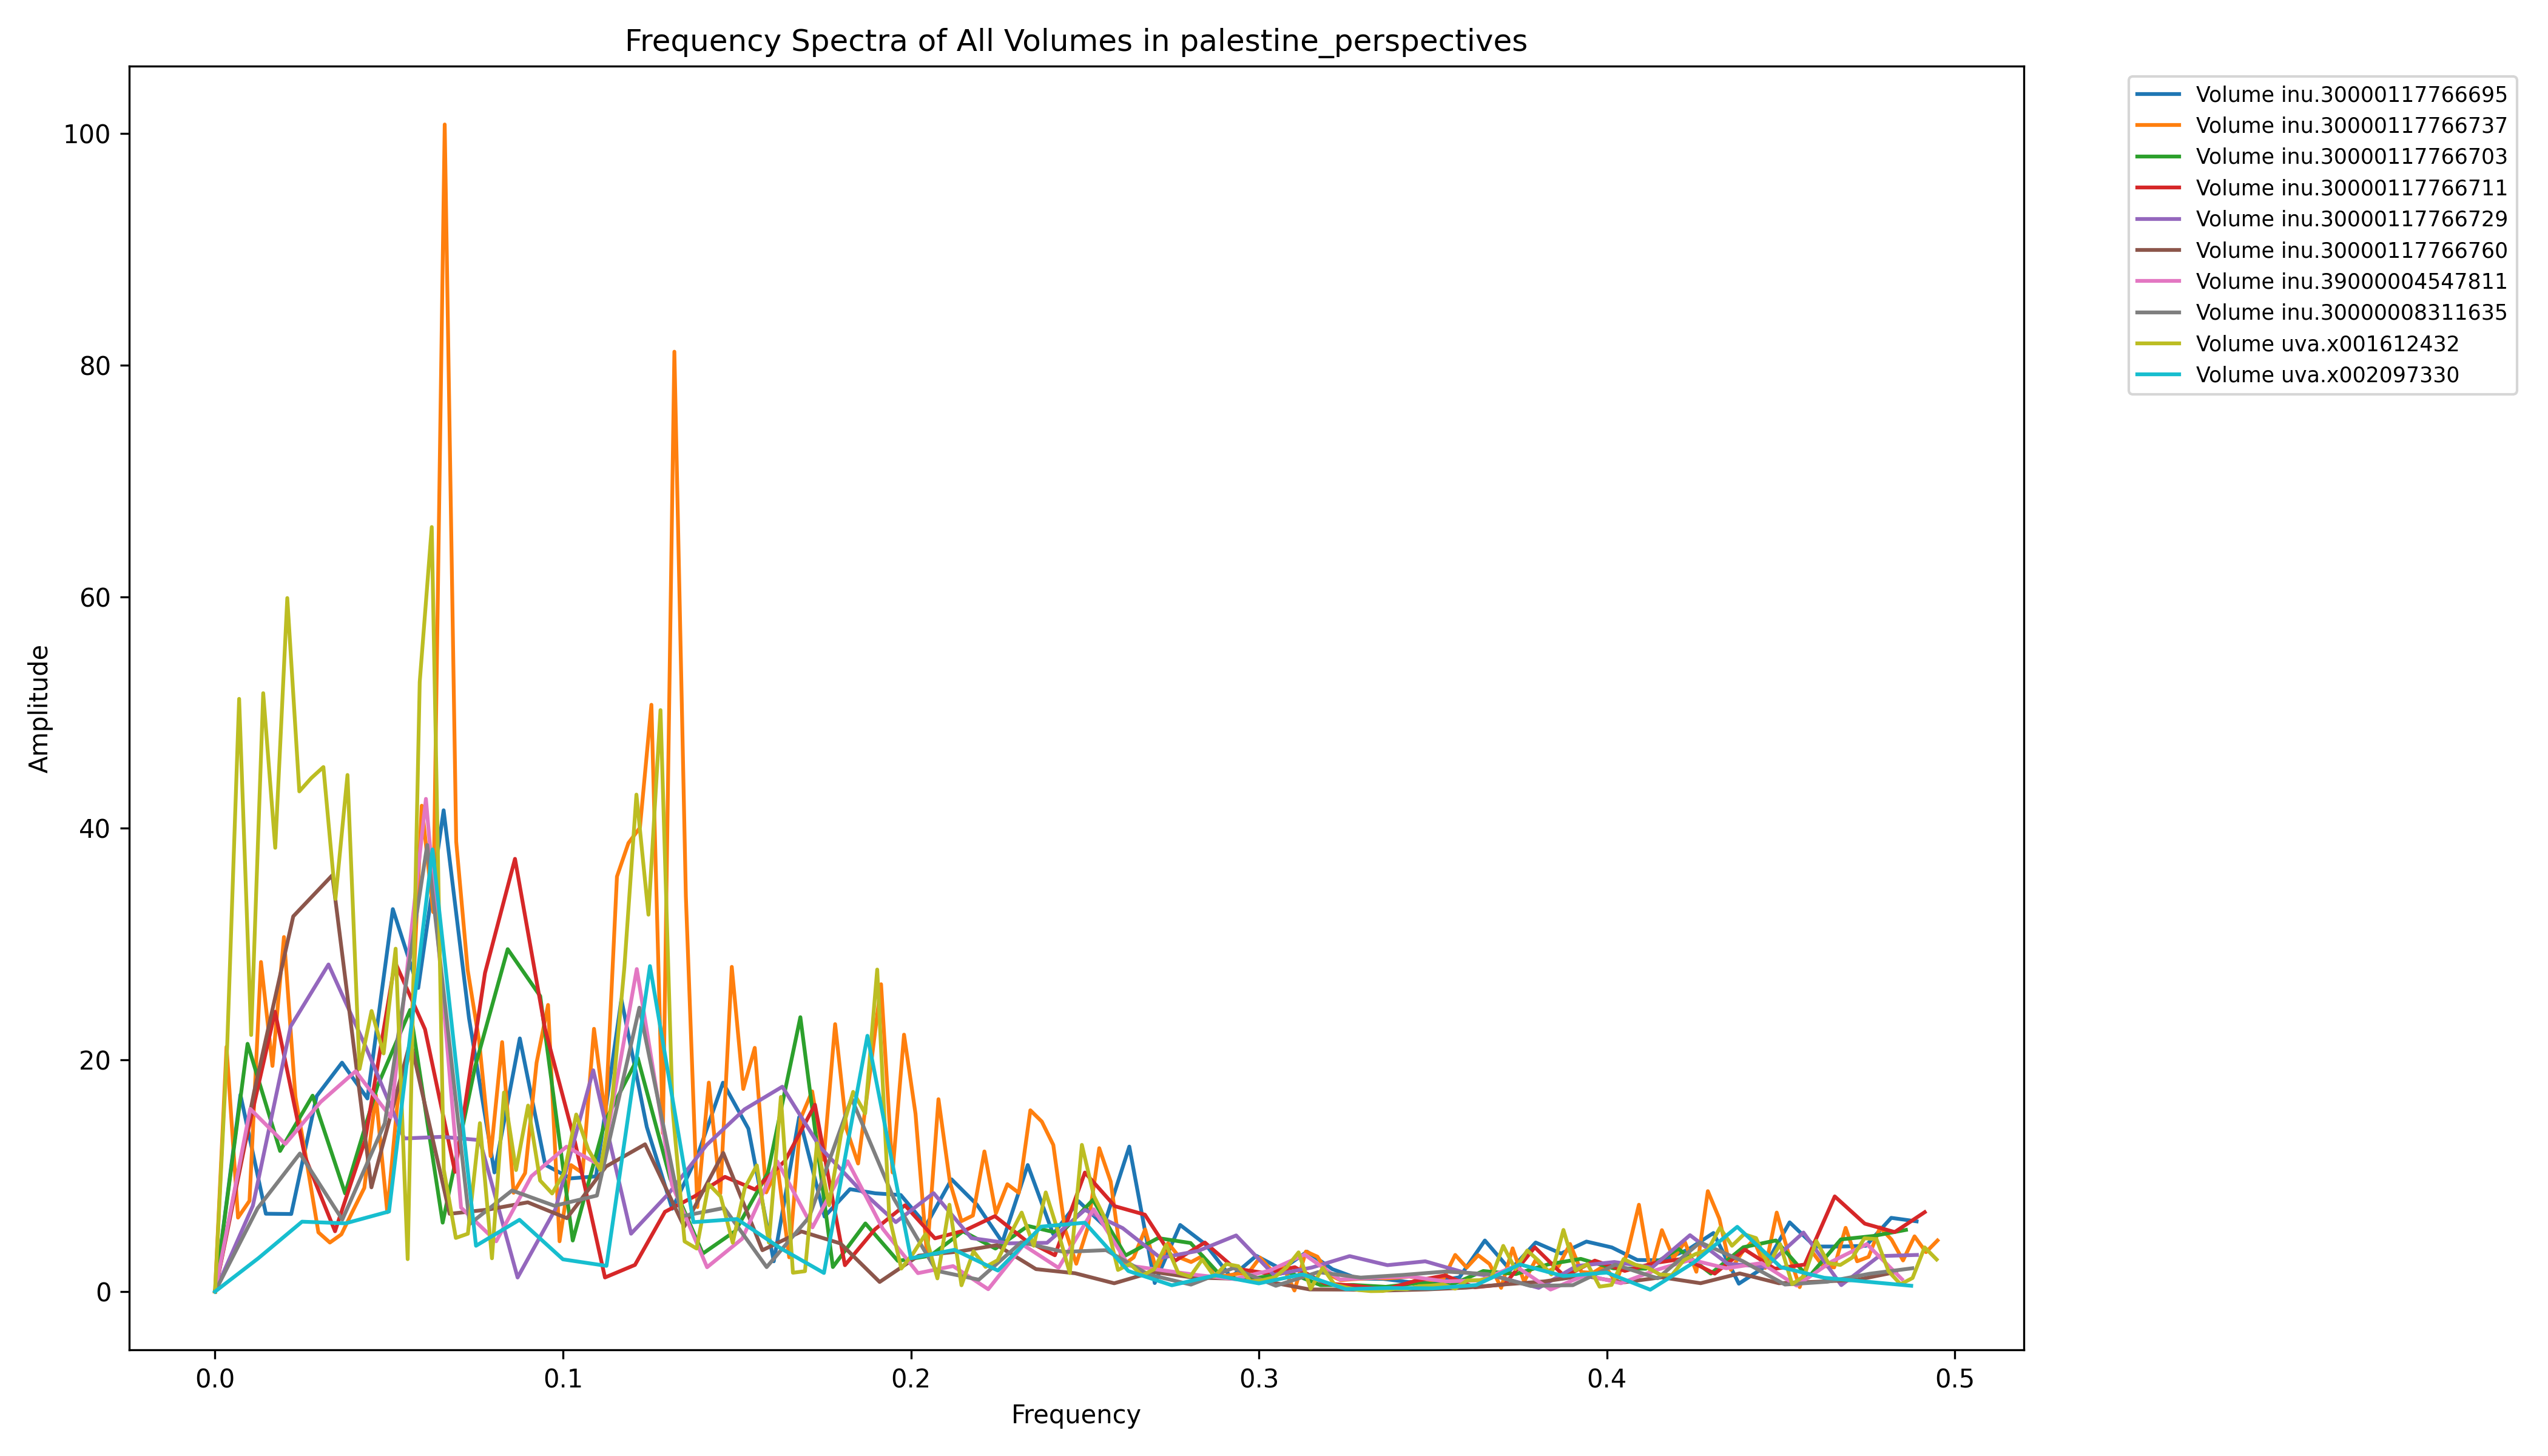 Frequency Spectra of All Volumes in palestine_perspectives
Volume inu.30000117766695
Volume inu.30000117766737
Volume inu.30000117766703
Volume inu.30000117766711
Volume inu.30000117766729
Volume inu.30000117766760
Volume inu.39000004547811
Volume inu.30000008311635
Volume uva.x001612432
Volume uva.x002097330
100
80
60
40
20
0
Amplitude
0.0 0.1 0.2 0.3 0.4 0.5
Frequency